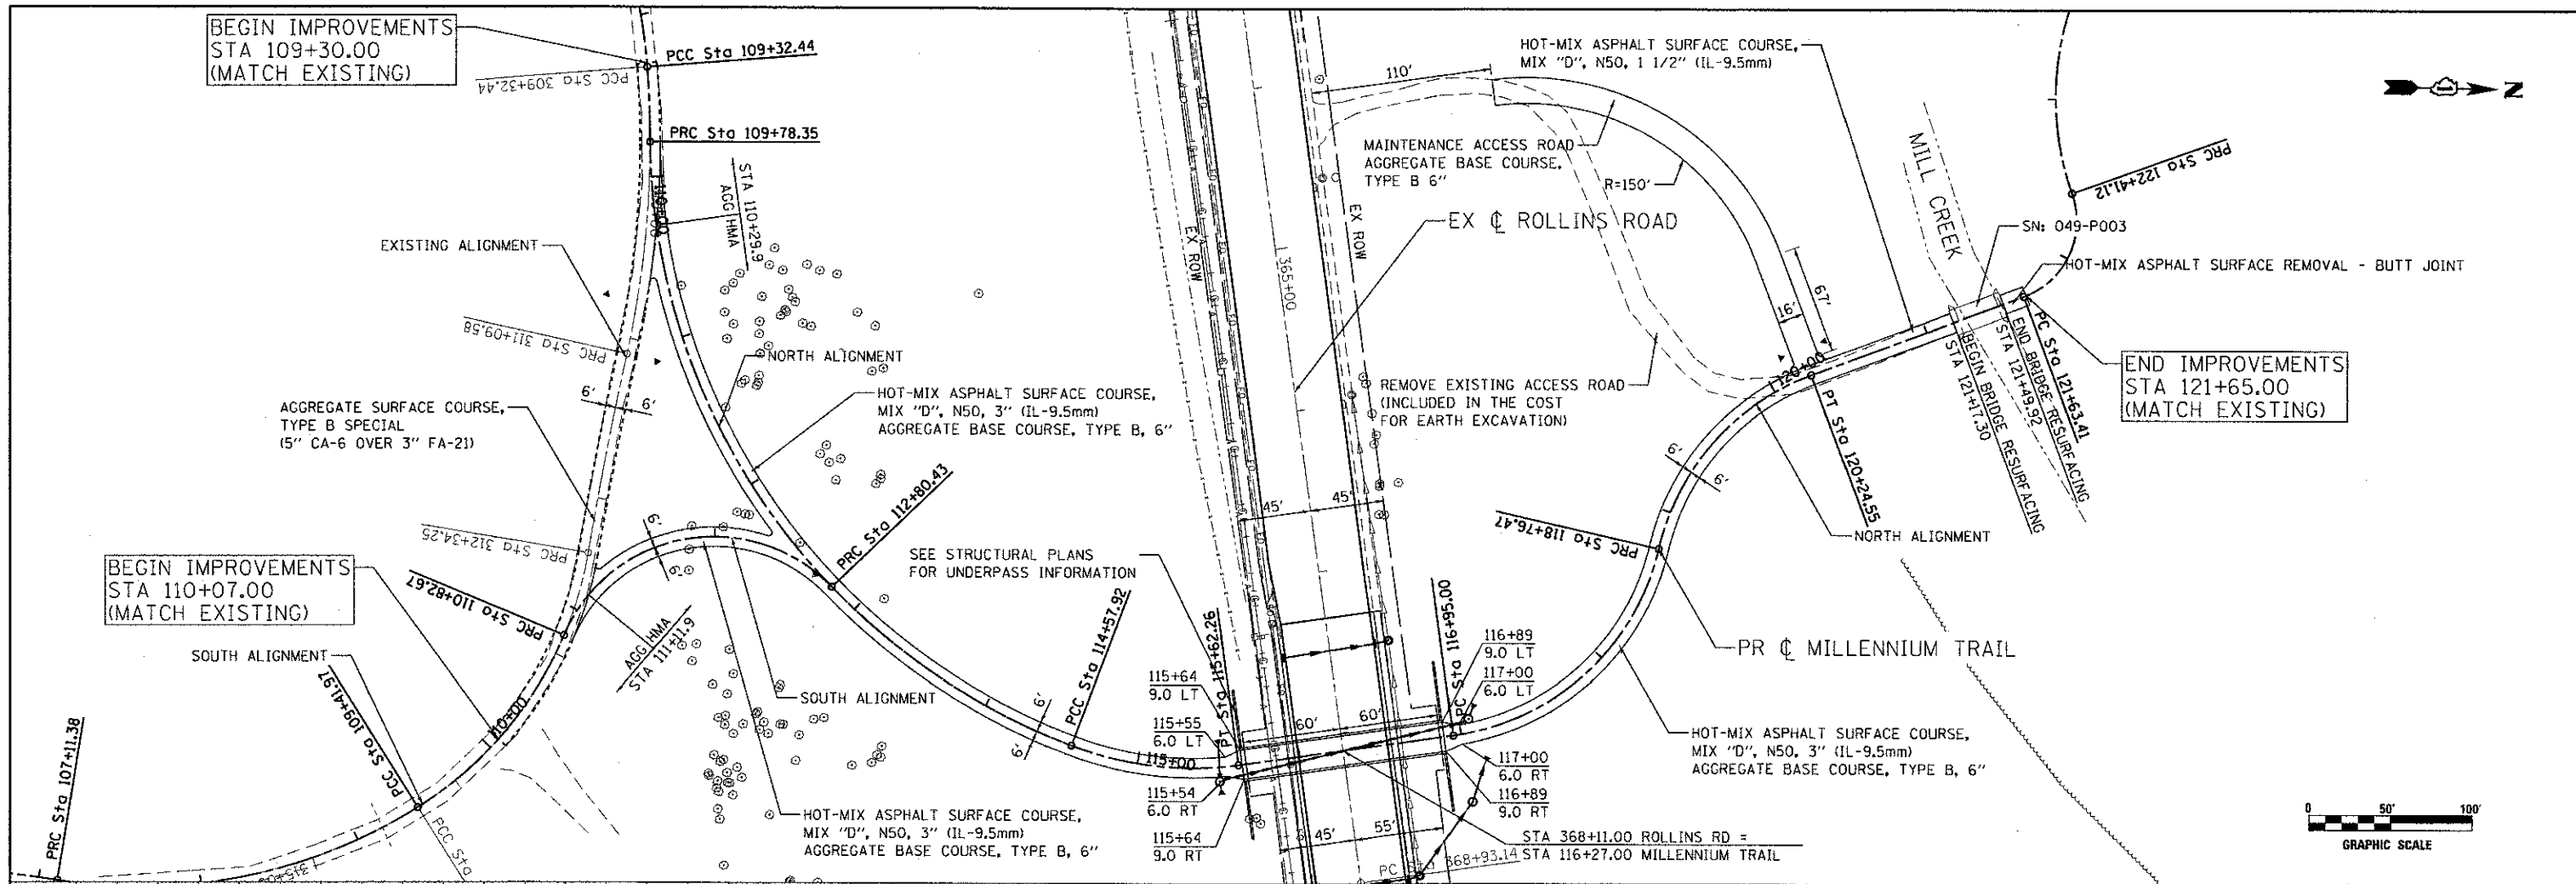 BEGIN IMPROVEMENTS
STA 109+30.00
(MATCH EXISTING)
PCC Sta 109+32.44
PCC Sta 309+32.44
PRC Sta 109+78.35
110+00
STA 110+29.9
AGG HMA
EXISTING ALIGNMENT
PRC Sta 311+09.58
NORTH ALIGNMENT
6'
6'
AGGREGATE SURFACE COURSE,
TYPE B SPECIAL
(5" CA-6 OVER 3" FA-21)
HOT-MIX ASPHALT SURFACE COURSE,
MIX "D", N50, 3" (IL-9.5mm)
AGGREGATE BASE COURSE, TYPE B, 6"
PRC Sta 312+34.25
PRC Sta 112+80.43
6'
6'
BEGIN IMPROVEMENTS
STA 110+07.00
(MATCH EXISTING)
PRC Sta 110+82.67
SOUTH ALIGNMENT
AGG HMA
STA 111+11.9
SOUTH ALIGNMENT
PCC Sta 109+41.97
110+00
PRC Sta 107+11.38
PCC Sta
HOT-MIX ASPHALT SURFACE COURSE,
MIX "D", N50, 3" (IL-9.5mm)
AGGREGATE BASE COURSE, TYPE B, 6"
6'
6'
PCC Sta 114+57.92
115+00
SEE STRUCTURAL PLANS
FOR UNDERPASS INFORMATION
PT Sta 115+62.26
115+64
9.0 LT
115+55
6.0 LT
115+54
6.0 RT
115+64
9.0 RT
EX ROW
365+00
EX ROW
EX ℄ ROLLINS ROAD
45'
45'
60'
60'
45'
55'
116+89
9.0 LT
117+00
6.0 LT
PC Sta 116+95.00
117+00
6.0 RT
116+89
9.0 RT
STA 368+11.00 ROLLINS RD =
STA 116+27.00 MILLENNIUM TRAIL
PC Sta 368+93.14
110'
HOT-MIX ASPHALT SURFACE COURSE,
MIX "D", N50, 1 1/2" (IL-9.5mm)
MAINTENANCE ACCESS ROAD
AGGREGATE BASE COURSE,
TYPE B 6"
R=150'
REMOVE EXISTING ACCESS ROAD
(INCLUDED IN THE COST
FOR EARTH EXCAVATION)
16'
67'
120+00
PT Sta 120+24.55
6'
6'
PRC Sta 118+76.47
NORTH ALIGNMENT
PR ℄ MILLENNIUM TRAIL
HOT-MIX ASPHALT SURFACE COURSE,
MIX "D", N50, 3" (IL-9.5mm)
AGGREGATE BASE COURSE, TYPE B, 6"
MILL CREEK
SN: 049-P003
HOT-MIX ASPHALT SURFACE REMOVAL - BUTT JOINT
PRC Sta 122+41.12
BEGIN BRIDGE RESURFACING
STA 121+17.30
END BRIDGE RESURFACING
STA 121+49.92
PC Sta 121+63.41
END IMPROVEMENTS
STA 121+65.00
(MATCH EXISTING)
N
0 50' 100'
GRAPHIC SCALE